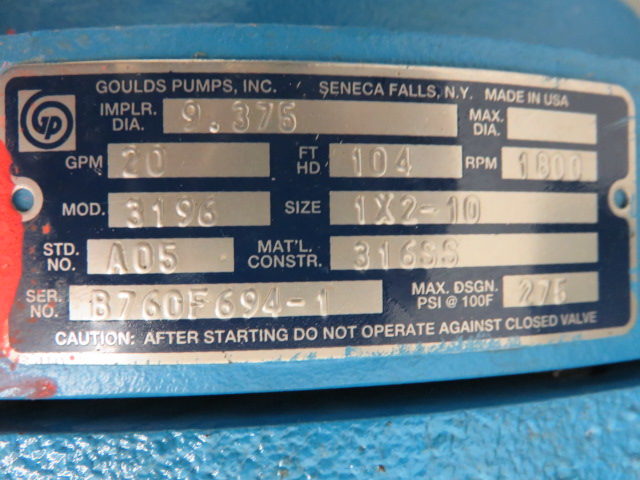 GOULDS PUMPS, INC. SENECA FALLS, N.Y. MADE IN USA
IMPLR. DIA. 9.375 MAX. DIA.
GPM 20 FT HD 104 RPM 1800
MOD. 3196 SIZE 1X2-10
STD. NO. A05 MAT'L. CONSTR. 316SS
SER. NO. B760F694-1 MAX. DSGN. PSI @ 100F 275
CAUTION: AFTER STARTING DO NOT OPERATE AGAINST CLOSED VALVE